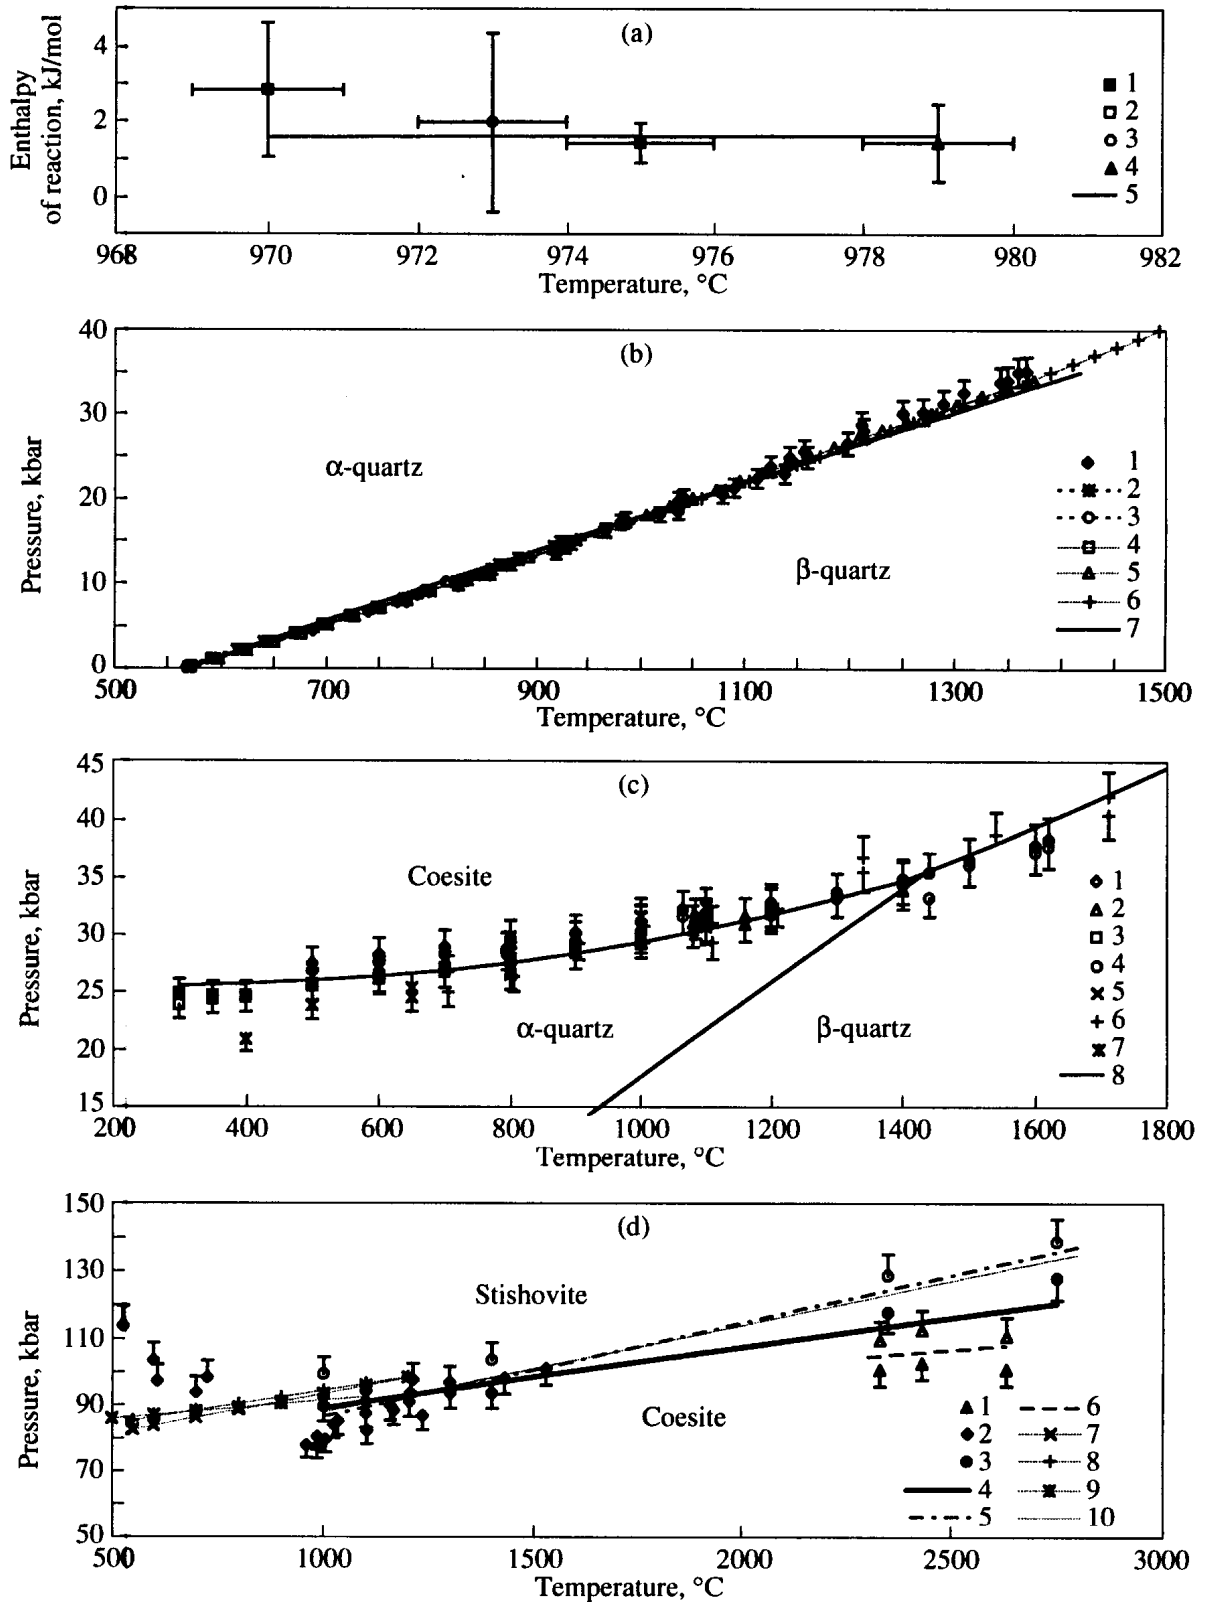 (a)
Enthalpy
of reaction, kJ/mol
4
2
0
1
2
3
4
5
968 970 972 974 976 978 980 982
Temperature, °C
(b)
Pressure, kbar
40
30
20
10
0
α-quartz
β-quartz
1
2
3
4
5
6
7
500 700 900 1100 1300 1500
Temperature, °C
(c)
Pressure, kbar
45
40
35
30
25
20
15
Coesite
α-quartz
β-quartz
1
2
3
4
5
6
7
8
200 400 600 800 1000 1200 1400 1600 1800
Temperature, °C
(d)
Pressure, kbar
150
130
110
90
70
50
Stishovite
Coesite
1 6
2 7
3 8
4 9
5 10
500 1000 1500 2000 2500 3000
Temperature, °C